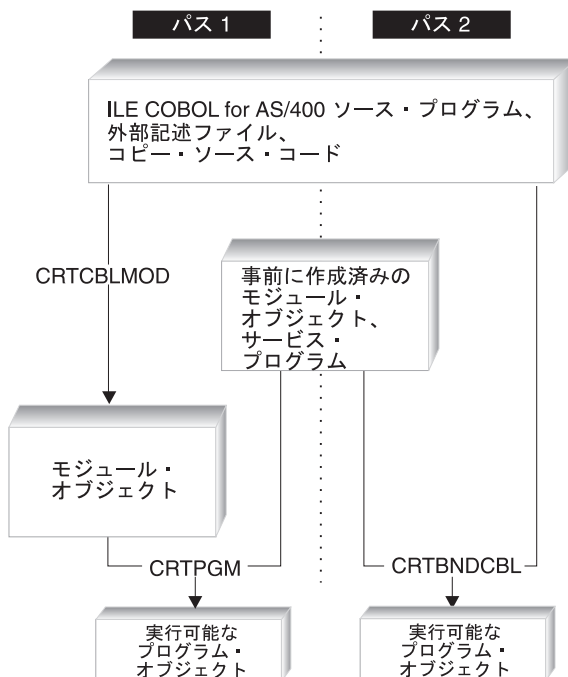 パス 1
パス 2
ILE COBOL for AS/400 ソース・プログラム、
外部記述ファイル、
コピー・ソース・コード
CRTCBLMOD
事前に作成済みの
モジュール・
オブジェクト、
サービス・
プログラム
モジュール・
オブジェクト
CRTPGM
CRTBNDCBL
実行可能な
プログラム・
オブジェクト
実行可能な
プログラム・
オブジェクト